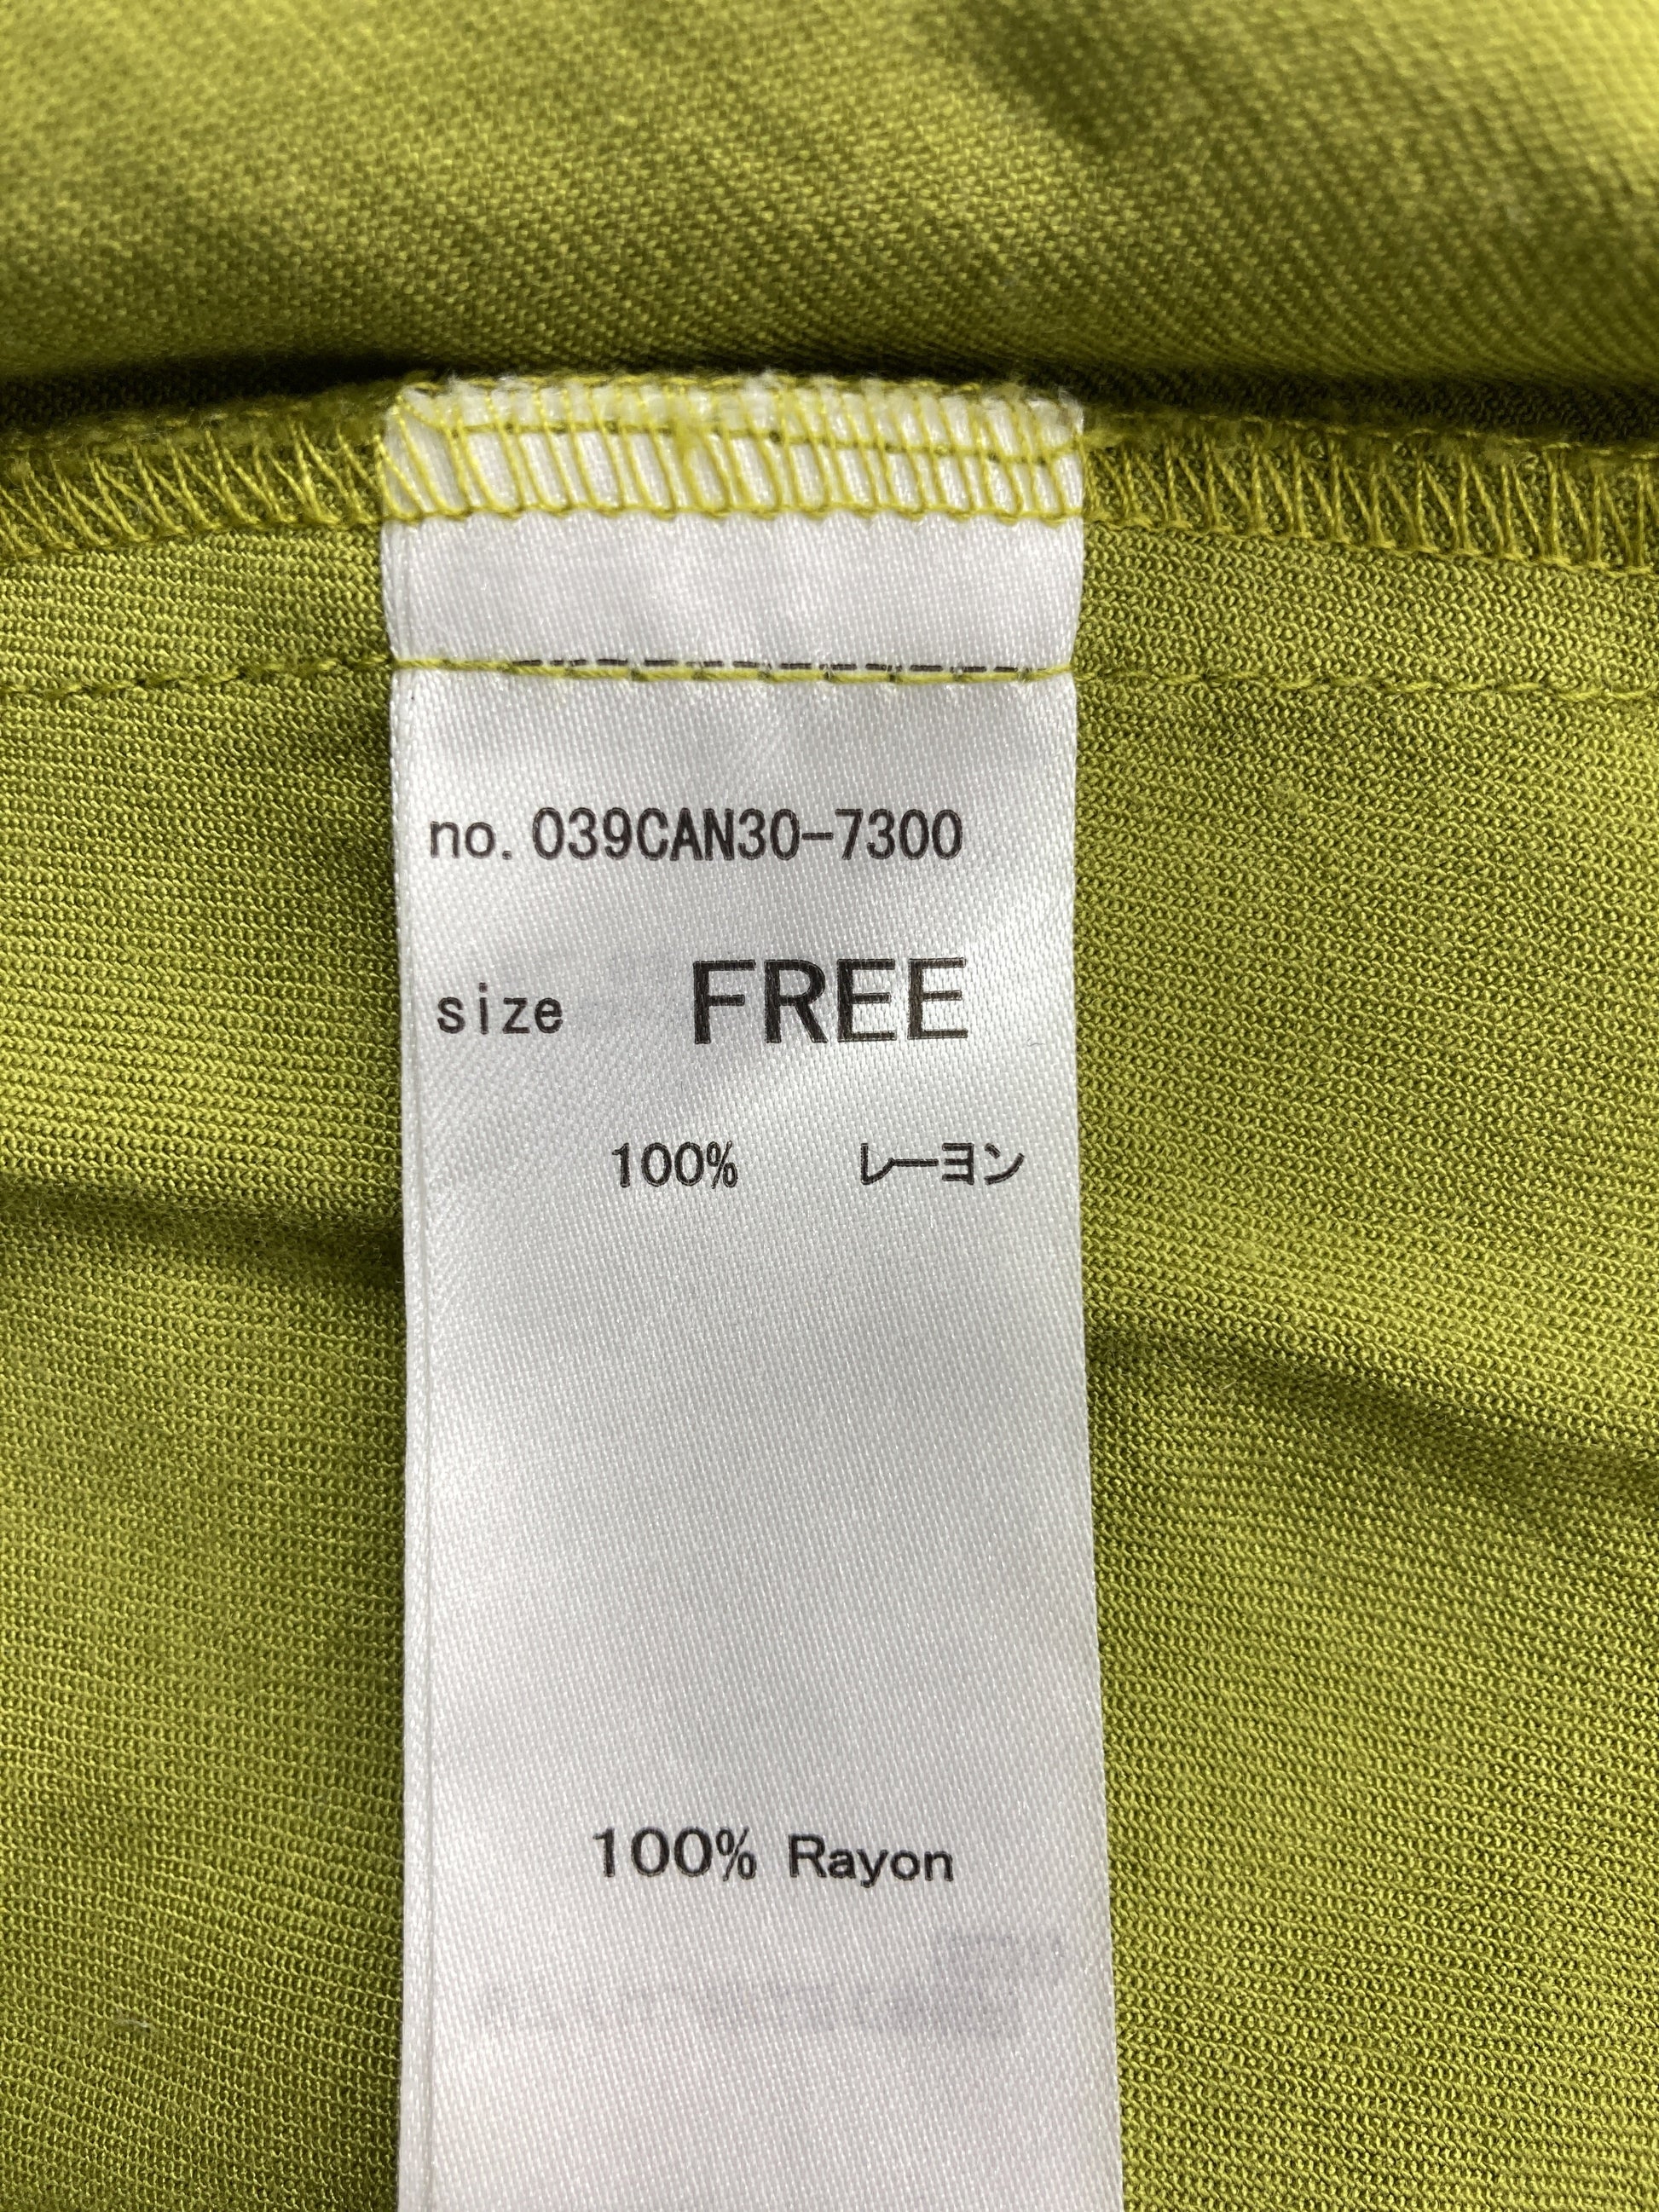 no. 039CAN30-7300
size FREE
100% レーヨン
100% Rayon